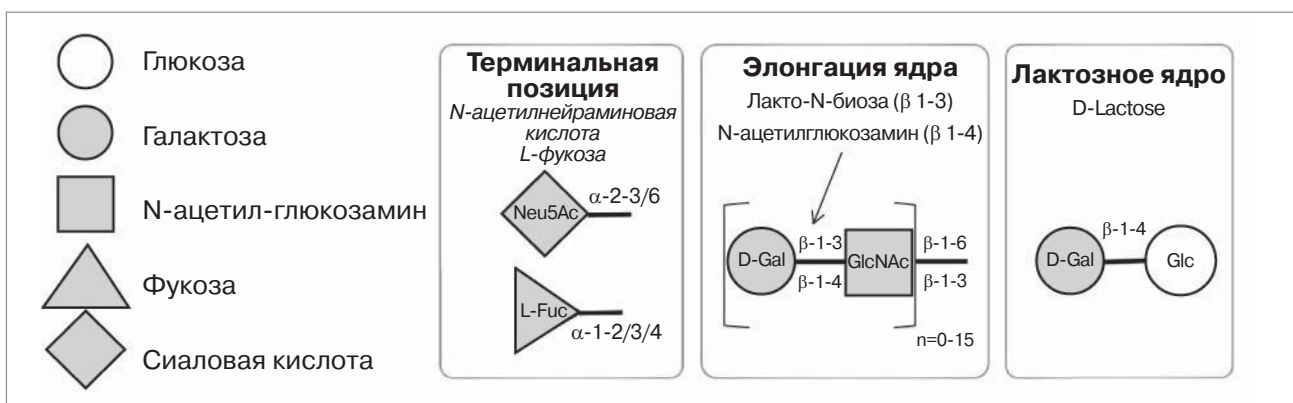 Глюкоза
Галактоза
N-ацетил-глюкозамин
Фукоза
Сиаловая кислота
Терминальная
позиция
N-ацетилнейраминовая
кислота
L-фукоза
Neu5Ac
α-2-3/6
L-Fuc
α-1-2/3/4
Элонгация ядра
Лакто-N-биоза (β 1-3)
N-ацетилглюкозамин (β 1-4)
D-Gal
β-1-3
β-1-4
GlcNAc
β-1-6
β-1-3
n=0-15
Лактозное ядро
D-Lactose
D-Gal
β-1-4
Glc